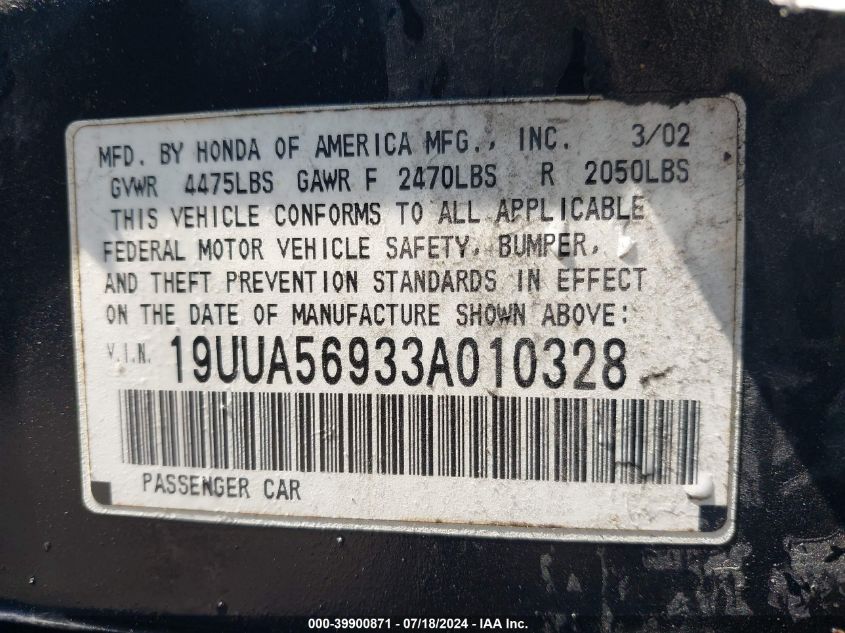 MFD. BY HONDA OF AMERICA MFG., INC. 3/02
GVWR 4475LBS GAWR F 2470LBS R 2050LBS
THIS VEHICLE CONFORMS TO ALL APPLICABLE
FEDERAL MOTOR VEHICLE SAFETY, BUMPER,
AND THEFT PREVENTION STANDARDS IN EFFECT
ON THE DATE OF MANUFACTURE SHOWN ABOVE:
V.I.N. 19UUA56933A010328
PASSENGER CAR
000-39900871 - 07/18/2024 - IAA Inc.